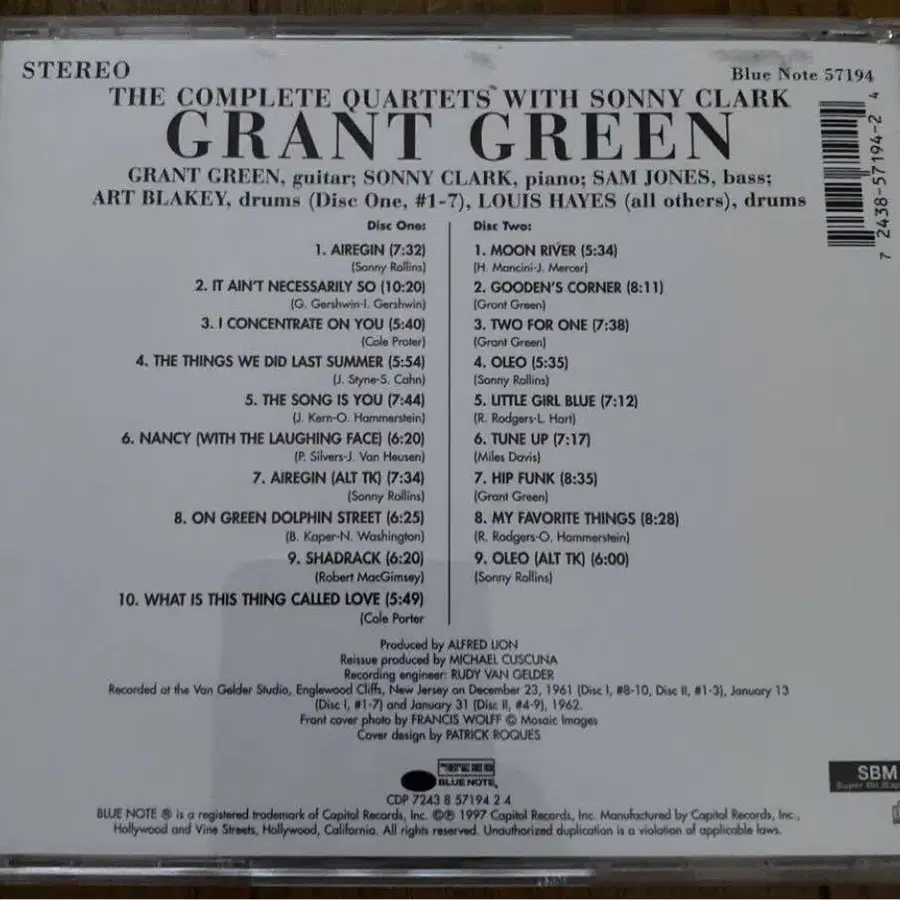 STEREO
Blue Note 57194
THE COMPLETE QUARTETS WITH SONNY CLARK
GRANT GREEN
GRANT GREEN, guitar; SONNY CLARK, piano; SAM JONES, bass;
ART BLAKEY, drums (Disc One, #1-7), LOUIS HAYES (all others), drums
7 2438-57194-2 4
Disc One:
1. AIREGIN (7:32)
(Sonny Rollins)
2. IT AIN'T NECESSARILY SO (10:20)
(G. Gershwin-I. Gershwin)
3. I CONCENTRATE ON YOU (5:40)
(Cole Proter)
4. THE THINGS WE DID LAST SUMMER (5:54)
(J. Styne-S. Cahn)
5. THE SONG IS YOU (7:44)
(J. Kern-O. Hammerstein)
6. NANCY (WITH THE LAUGHING FACE) (6:20)
(P. Silvers-J. Van Heusen)
7. AIREGIN (ALT TK) (7:34)
(Sonny Rollins)
8. ON GREEN DOLPHIN STREET (6:25)
(B. Kaper-N. Washington)
9. SHADRACK (6:20)
(Robert MacGimsey)
10. WHAT IS THIS THING CALLED LOVE (5:49)
(Cole Porter
Disc Two:
1. MOON RIVER (5:34)
(H. Mancini-J. Mercer)
2. GOODEN'S CORNER (8:11)
(Grant Green)
3. TWO FOR ONE (7:38)
(Grant Green)
4. OLEO (5:35)
(Sonny Rollins)
5. LITTLE GIRL BLUE (7:12)
(R. Rodgers-L. Hart)
6. TUNE UP (7:17)
(Miles Davis)
7. HIP FUNK (8:35)
(Grant Green)
8. MY FAVORITE THINGS (8:28)
(R. Rodgers-O. Hammerstein)
9. OLEO (ALT TK) (6:00)
(Sonny Rollins)
Produced by ALFRED LION
Reissue produced by MICHAEL CUSCUNA
Recording engineer: RUDY VAN GELDER
Recorded at the Van Gelder Studio, Englewood Cliffs, New Jersey on December 23, 1961 (Disc I, #8-10, Disc II, #1-3), January 13
(Disc I, #1-7) and January 31 (Disc II, #4-9), 1962.
Front cover photo by FRANCIS WOLFF © Mosaic Images
Cover design by PATRICK ROQUES
BLUE NOTE
CDP 7243 8 57194 2 4
BLUE NOTE ® is a registered trademark of Capitol Records, Inc. ©℗ 1997 Capitol Records, Inc. Manufactured by Capitol Records, Inc.,
Hollywood and Vine Streets, Hollywood, California. All rights reserved. Unauthorized duplication is a violation of applicable laws.
SBM
Super Bit